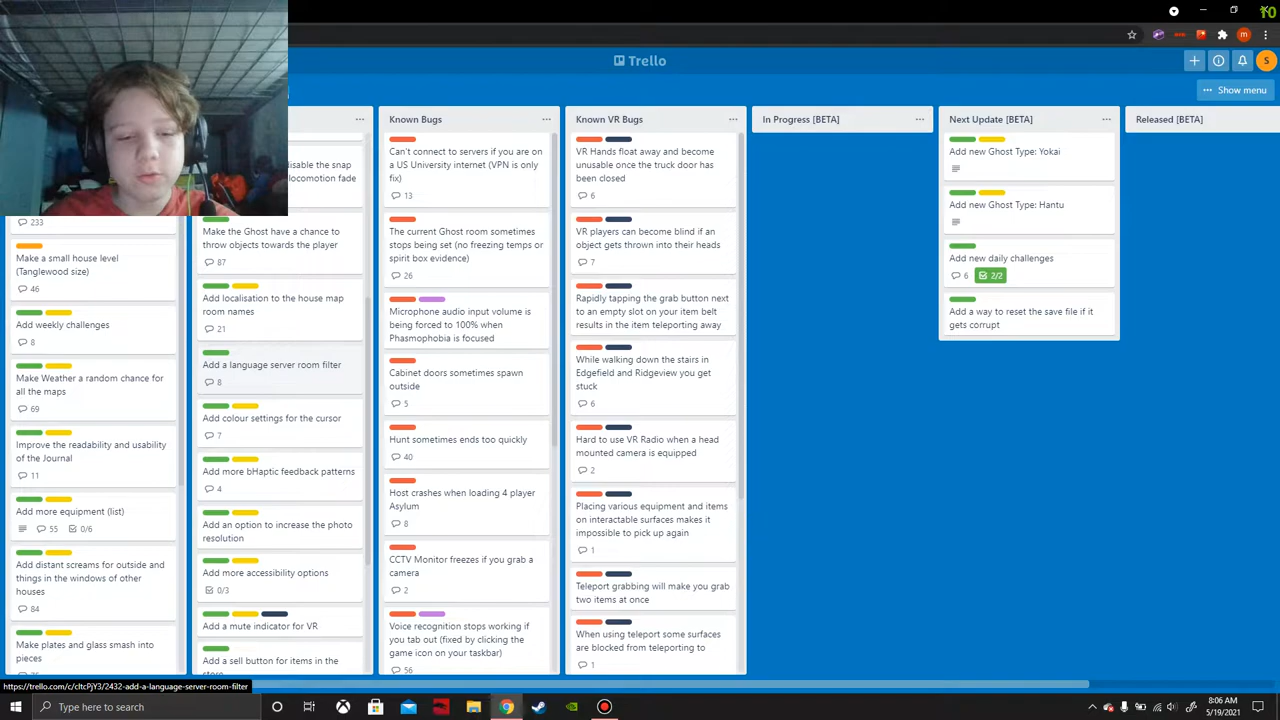 Trello
Show menu
233
Make a small house level
(Tanglewood size)
46
Add weekly challenges
8
Make Weather a random chance for
all the maps
69
Improve the readability and usability
of the Journal
11
Add more equipment (list)
55
0/6
Add distant screams for outside and
things in the windows of other
houses
84
Make plates and glass smash into
pieces
disable the snap
locomotion fade
Make the Ghost have a chance to
throw objects towards the player
87
Add localisation to the house map
room names
21
Add a language server room filter
8
Add colour settings for the cursor
7
Add more bHaptic feedback patterns
4
Add an option to increase the photo
resolution
Add more accessibility options
0/3
Add a mute indicator for VR
Add a sell button for items in the
store
Known Bugs
Can't connect to servers if you are on
a US University internet (VPN is only
fix)
13
The current Ghost room sometimes
stops being set (no freezing temps or
spirit box evidence)
26
Microphone audio input volume is
being forced to 100% when
Phasmophobia is focused
Cabinet doors sometimes spawn
outside
5
Hunt sometimes ends too quickly
40
Host crashes when loading 4 player
Asylum
8
CCTV Monitor freezes if you grab a
camera
2
Voice recognition stops working if
you tab out (fixed by clicking the
game icon on your taskbar)
56
Known VR Bugs
VR Hands float away and become
unusable once the truck door has
been closed
6
VR players can become blind if an
object gets thrown into their heads
7
Rapidly tapping the grab button next
to an empty slot on your item belt
results in the item teleporting away
While walking down the stairs in
Edgefield and Ridgeview you get
stuck
6
Hard to use VR Radio when a head
mounted camera is equipped
2
Placing various equipment and items
on interactable surfaces makes it
impossible to pick up again
1
Teleport grabbing will make you grab
two items at once
When using teleport some surfaces
are blocked from teleporting to
1
In Progress [BETA]
Next Update [BETA]
Add new Ghost Type: Yokai
Add new Ghost Type: Hantu
Add new daily challenges
6
2/2
Add a way to reset the save file if it
gets corrupt
Released [BETA]
https://trello.com/c/cItcPjY3/2432-add-a-language-server-room-filter
Type here to search
8:06 AM
5/19/2021